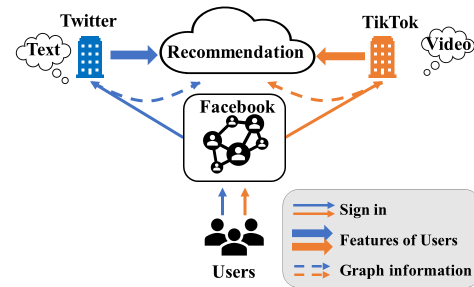 Twitter
TikTok
Text
Recommendation
Video
Facebook
Users
Sign in
Features of Users
Graph information